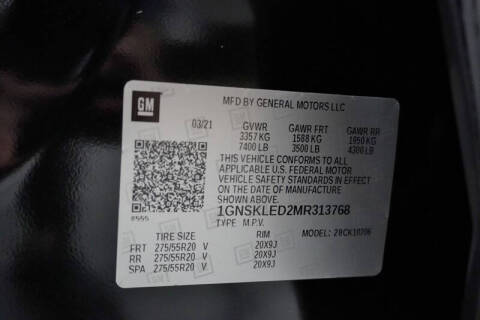 GM
MFD BY GENERAL MOTORS LLC
03/21 GVWR GAWR FRT GAWR RR
3357 KG 1588 KG 1950 KG
7400 LB 3500 LB 4300 LB
THIS VEHICLE CONFORMS TO ALL
APPLICABLE U.S. FEDERAL MOTOR
VEHICLE SAFETY STANDARDS IN EFFECT
ON THE DATE OF MANUFACTURE
SHOWN ABOVE.
1GNSKLED2MR313768
TYPE M.P.V. MODEL:
TIRE SIZE RIM
FRT 275/55R20 V 20X9J
RR 275/55R20 V 20X9J
SPA 275/55R20 V 20X9J